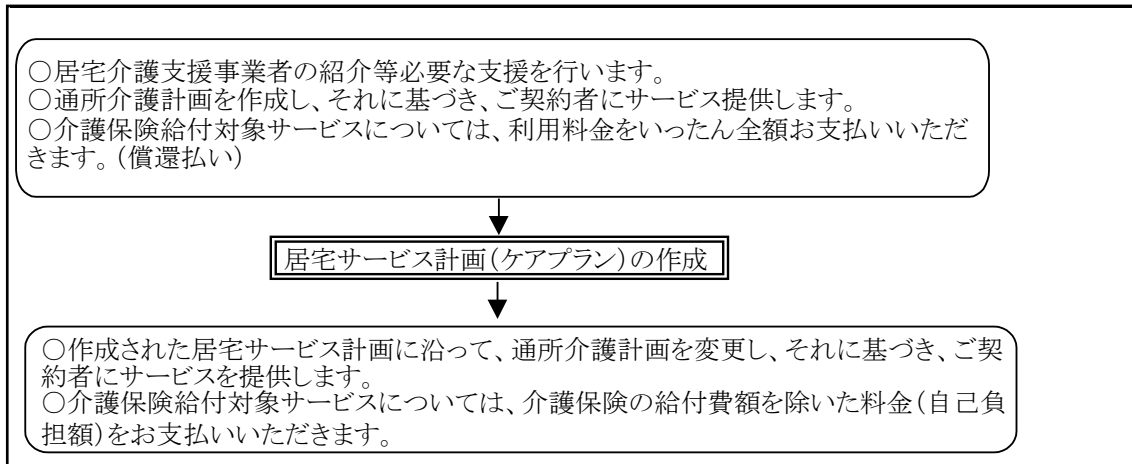 ○居宅介護支援事業者の紹介等必要な支援を行います。
○通所介護計画を作成し、それに基づき、ご契約者にサービス提供します。
○介護保険給付対象サービスについては、利用料金をいったん全額お支払いいただ
きます。（償還払い）
居宅サービス計画（ケアプラン）の作成
○作成された居宅サービス計画に沿って、通所介護計画を変更し、それに基づき、ご契
約者にサービスを提供します。
○介護保険給付対象サービスについては、介護保険の給付費額を除いた料金（自己負
担額）をお支払いいただきます。